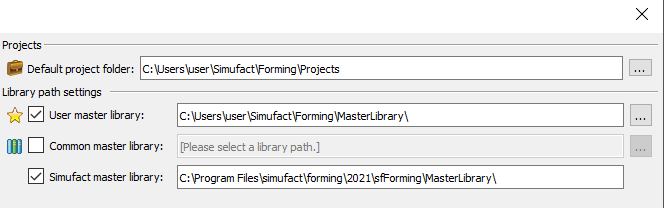 Projects
Default project folder: C:\Users\user\Simufact\Forming\Projects ...
Library path settings
User master library: C:\Users\user\Simufact\Forming\MasterLibrary\ ...
Common master library: [Please select a library path.] ...
Simufact master library: C:\Program Files\simufact\forming\2021\sfForming\MasterLibrary\